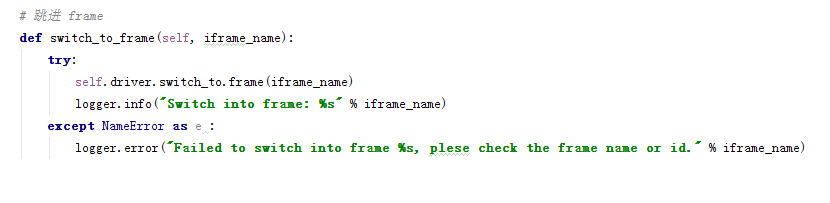 # 跳进 frame
def switch_to_frame(self, iframe_name):
try:
self.driver.switch_to.frame(iframe_name)
logger.info("Switch into frame: %s" % iframe_name)
except NameError as e :
logger.error("Failed to switch into frame %s, plese check the frame name or id." % iframe_name)